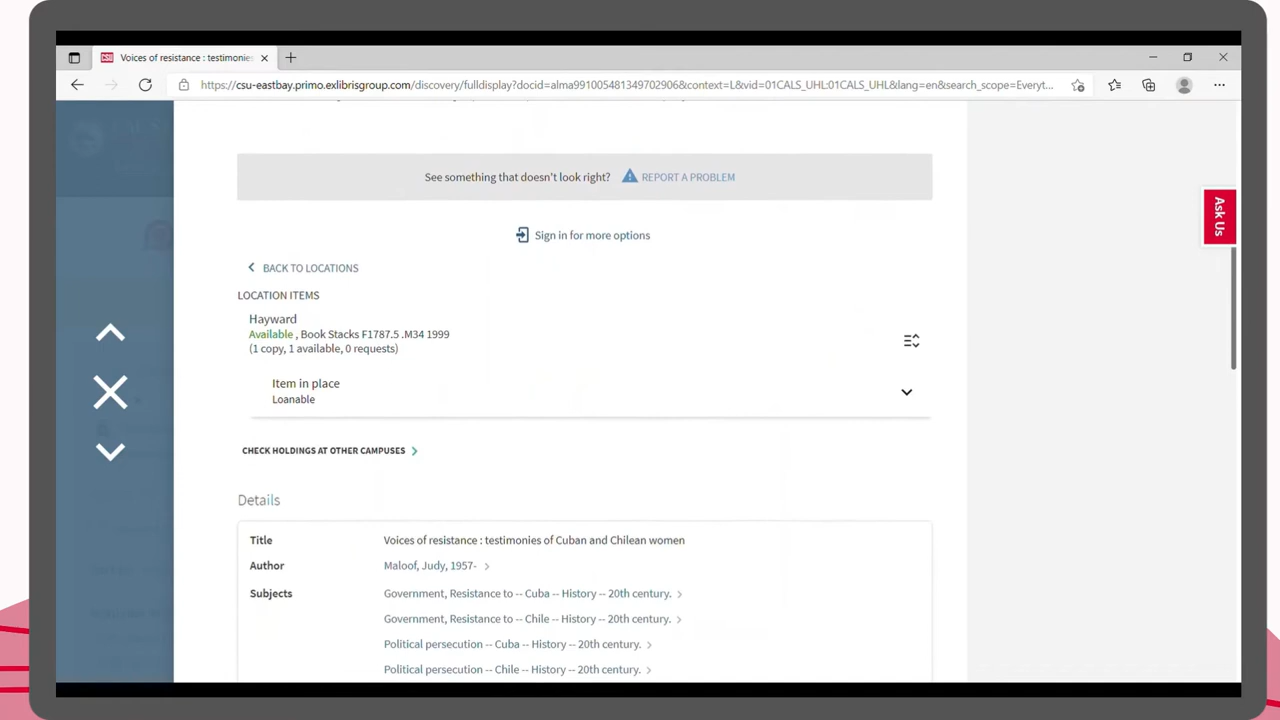 CSU Voices of resistance : testimonie
https://csu-eastbay.primo.exlibrisgroup.com/discovery/fulldisplay?docid=alma991005481349702906&context=L&vid=01CALS_UHL:01CALS_UHL&lang=en&search_scope=Everyt...
See something that doesn't look right? REPORT A PROBLEM
Sign in for more options
BACK TO LOCATIONS
LOCATION ITEMS
Hayward
Available , Book Stacks F1787.5 .M34 1999
(1 copy, 1 available, 0 requests)
Item in place
Loanable
CHECK HOLDINGS AT OTHER CAMPUSES
Details
Title Voices of resistance : testimonies of Cuban and Chilean women
Author Maloof, Judy, 1957-
Subjects Government, Resistance to -- Cuba -- History -- 20th century.
Government, Resistance to -- Chile -- History -- 20th century.
Political persecution -- Cuba -- History -- 20th century.
Political persecution -- Chile -- History -- 20th century.
Ask Us